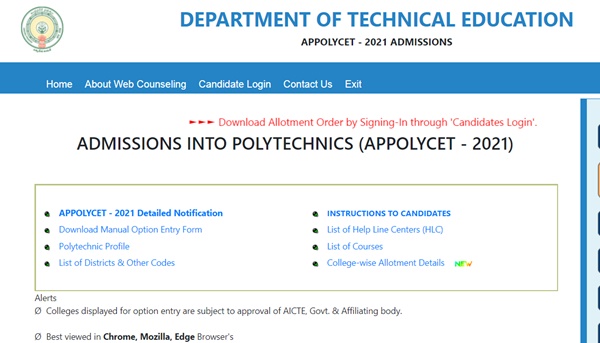 DEPARTMENT OF TECHNICAL EDUCATION
APPOLYCET - 2021 ADMISSIONS
Home About Web Counseling Candidate Login Contact Us Exit
►►► Download Allotment Order by Signing-In through 'Candidates Login'.
ADMISSIONS INTO POLYTECHNICS (APPOLYCET - 2021)
APPOLYCET - 2021 Detailed Notification
Download Manual Option Entry Form
Polytechnic Profile
List of Districts & Other Codes
INSTRUCTIONS TO CANDIDATES
List of Help Line Centers (HLC)
List of Courses
College-wise Allotment Details NEW
Alerts
Ø Colleges displayed for option entry are subject to approval of AICTE, Govt. & Affiliating body.
Ø Best viewed in Chrome, Mozilla, Edge Browser's